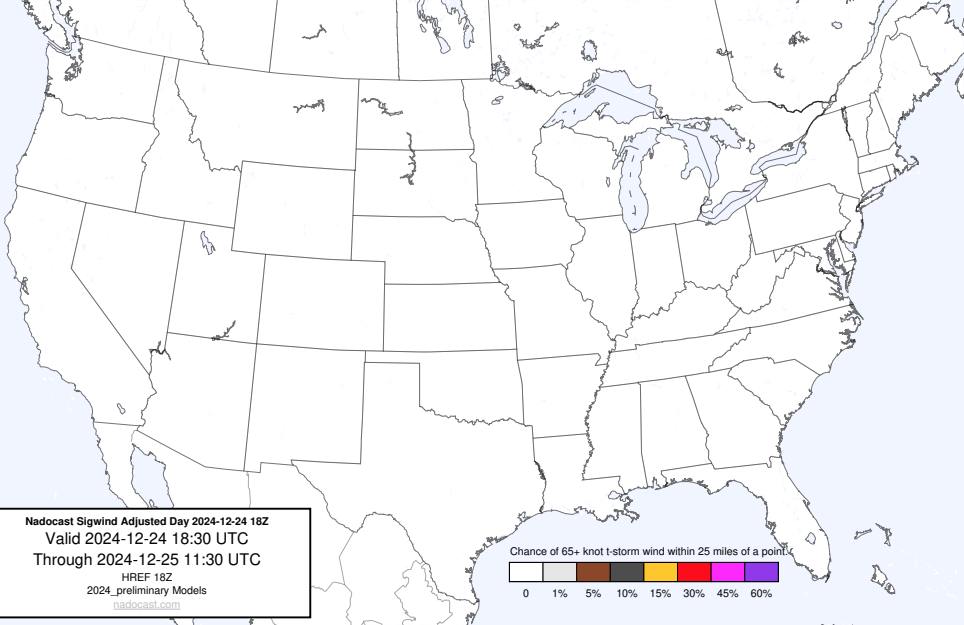 Nadocast Sigwind Adjusted Day 2024-12-24 18Z
Valid 2024-12-24 18:30 UTC
Through 2024-12-25 11:30 UTC
HREF 18Z
2024_preliminary Models
nadocast.com
Chance of 65+ knot t-storm wind within 25 miles of a point.
0 1% 5% 10% 15% 30% 45% 60%